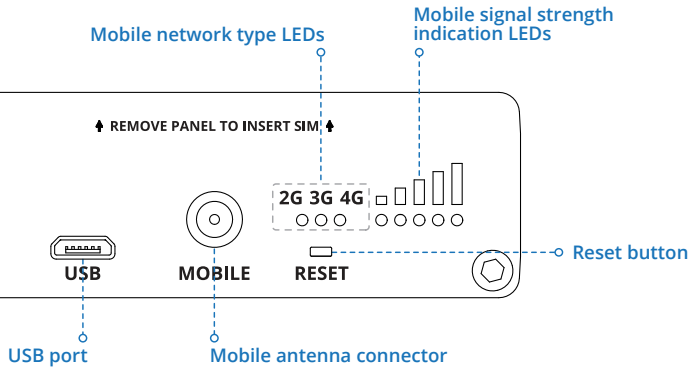 Mobile signal strength
indication LEDs
Mobile network type LEDs
REMOVE PANEL TO INSERT SIM
2G 3G 4G
USB
MOBILE
RESET
Reset button
USB port
Mobile antenna connector